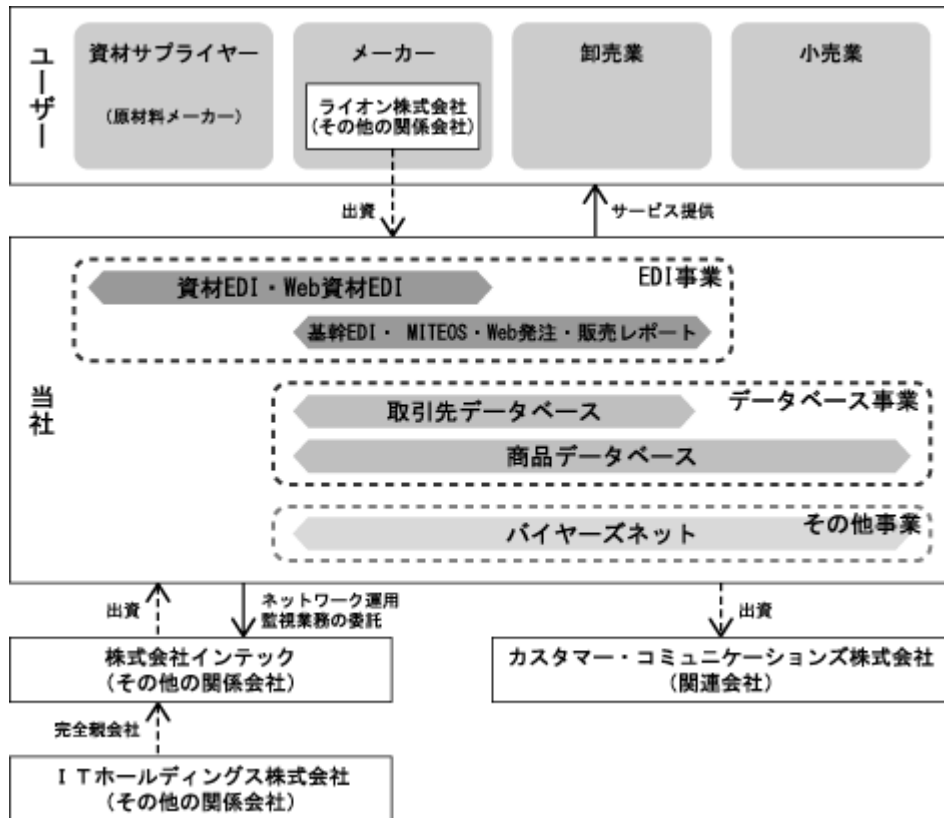 ユーザー
資材サプライヤー
(原材料メーカー)
メーカー
ライオン株式会社
(その他の関係会社)
卸売業
小売業
出資
サービス提供
当社
EDI事業
資材EDI・Web資材EDI
基幹EDI・ MITEOS・Web発注・販売レポート
データベース事業
取引先データベース
商品データベース
その他事業
バイヤーズネット
出資
ネットワーク運用
監視業務の委託
出資
株式会社インテック
(その他の関係会社)
カスタマー・コミュニケーションズ株式会社
(関連会社)
完全親会社
ITホールディングス株式会社
(その他の関係会社)